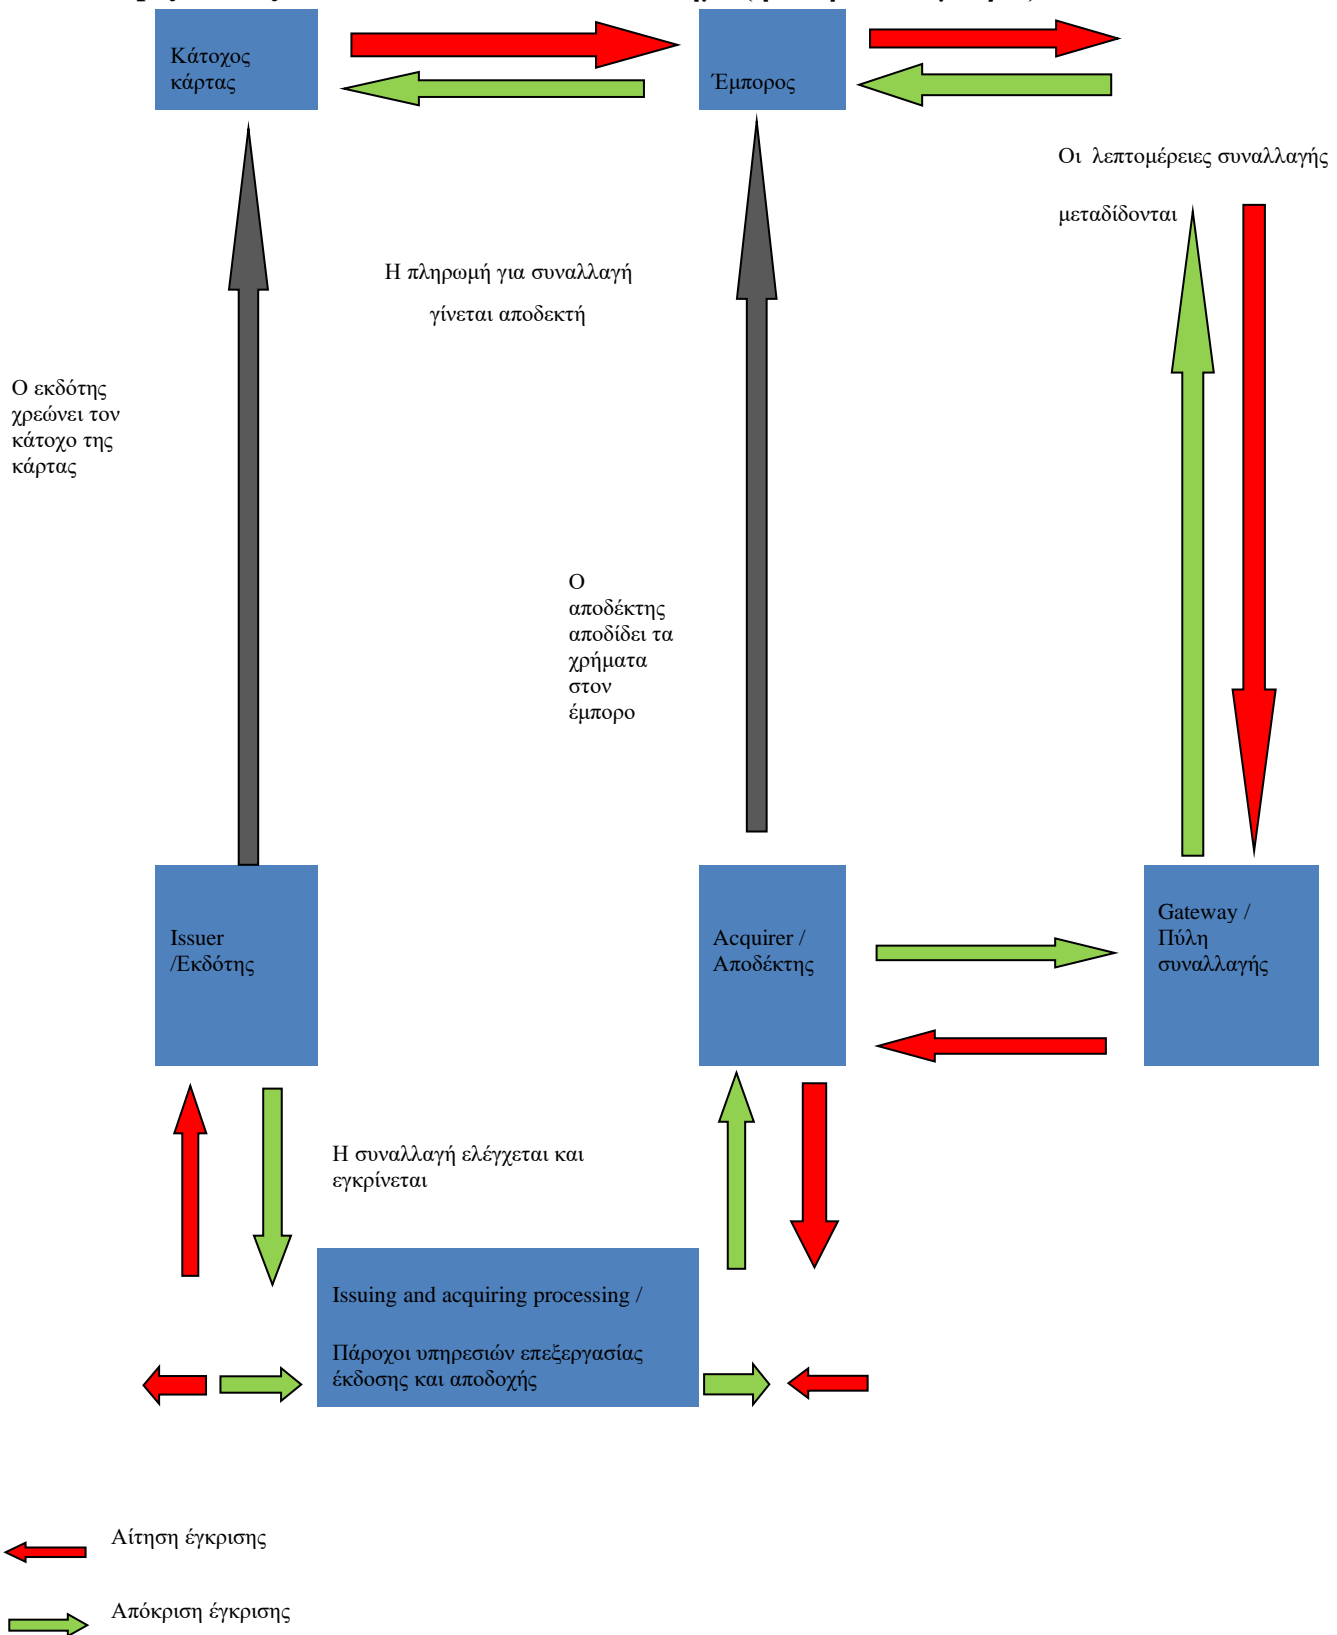 Κάτοχος
κάρτας
Έμπορος
Οι λεπτομέρειες συναλλαγής
μεταδίδονται
Η πληρωμή για συναλλαγή
γίνεται αποδεκτή
Ο εκδότης
χρεώνει τον
κάτοχο της
κάρτας
Ο
αποδέκτης
αποδίδει τα
χρήματα
στον
έμπορο
Issuer
/Εκδότης
Acquirer /
Αποδέκτης
Gateway /
Πύλη
συναλλαγής
Η συναλλαγή ελέγχεται και
εγκρίνεται
Issuing and acquiring processing /
Πάροχοι υπηρεσιών επεξεργασίας
έκδοσης και αποδοχής
Αίτηση έγκρισης
Απόκριση έγκρισης